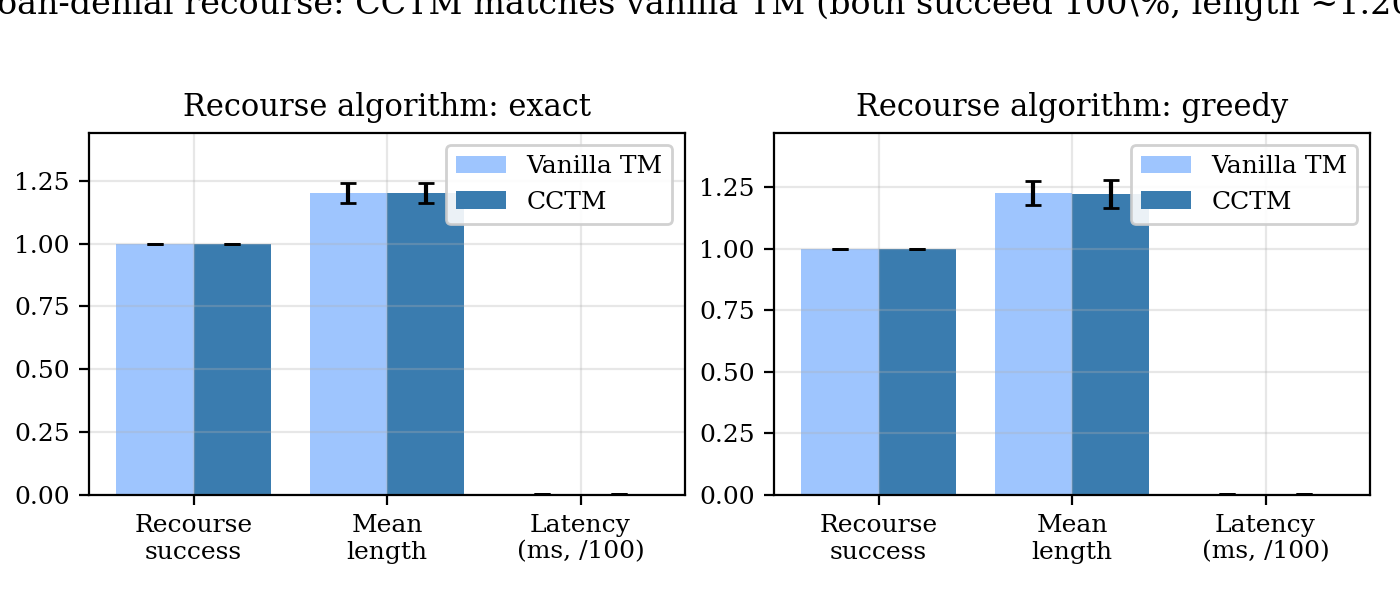 oan-denial recourse: CCTM matches vanilla TM (both succeed 100\%, length ~1.20
Recourse algorithm: exact
1.25
1.00
0.75
0.50
0.25
0.00
Vanilla TM
CCTM
Recourse
success
Mean
length
Latency
(ms, /100)
Recourse algorithm: greedy
1.25
1.00
0.75
0.50
0.25
0.00
Vanilla TM
CCTM
Recourse
success
Mean
length
Latency
(ms, /100)